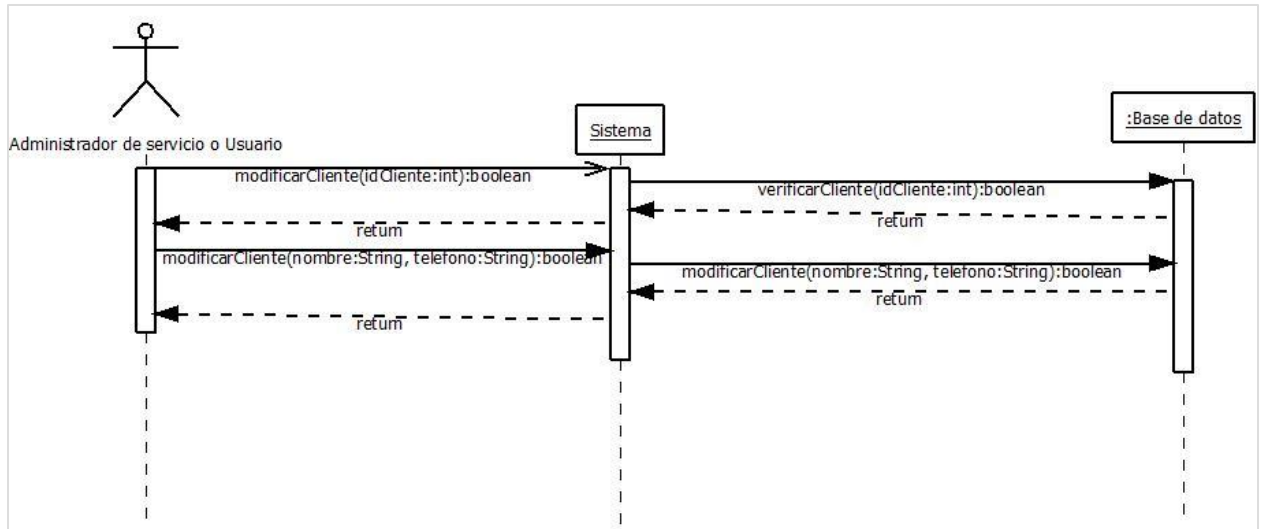 Administrador de servicio o Usuario
Sistema
:Base de datos
modificarCliente(idCliente:int):boolean
verificarCliente(idCliente:int):boolean
return
return
modificarCliente(nombre:String, telefono:String):boolean
modificarCliente(nombre:String, telefono:String):boolean
return
return